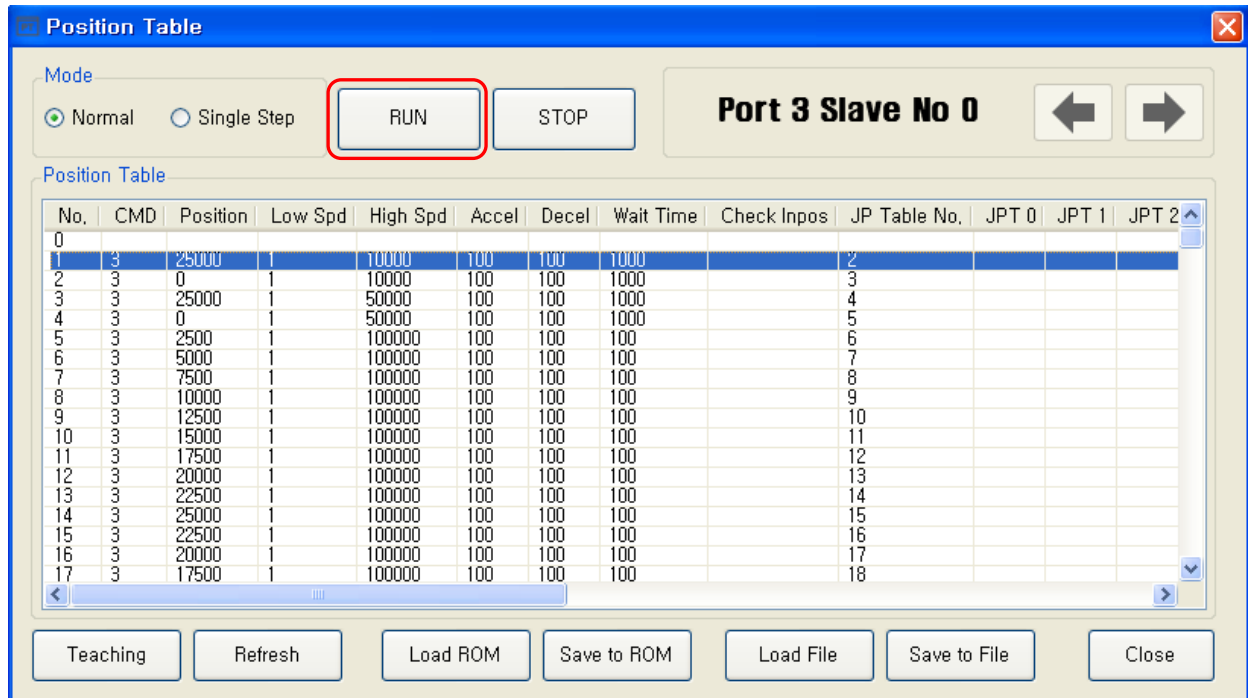 Position Table
Mode
Normal Single Step RUN STOP Port 3 Slave No 0
Position Table
No. CMD Position Low Spd High Spd Accel Decel Wait Time Check Inpos JP Table No. JPT 0 JPT 1 JPT 2
0
1 3 25000 1 10000 100 100 1000 2
2 3 0 1 10000 100 100 1000 3
3 3 25000 1 50000 100 100 1000 4
4 3 0 1 50000 100 100 1000 5
5 3 2500 1 100000 100 100 100 6
6 3 5000 1 100000 100 100 100 7
7 3 7500 1 100000 100 100 100 8
8 3 10000 1 100000 100 100 100 9
9 3 12500 1 100000 100 100 100 10
10 3 15000 1 100000 100 100 100 11
11 3 17500 1 100000 100 100 100 12
12 3 20000 1 100000 100 100 100 13
13 3 22500 1 100000 100 100 100 14
14 3 25000 1 100000 100 100 100 15
15 3 22500 1 100000 100 100 100 16
16 3 20000 1 100000 100 100 100 17
17 3 17500 1 100000 100 100 100 18
Teaching Refresh Load ROM Save to ROM Load File Save to File Close